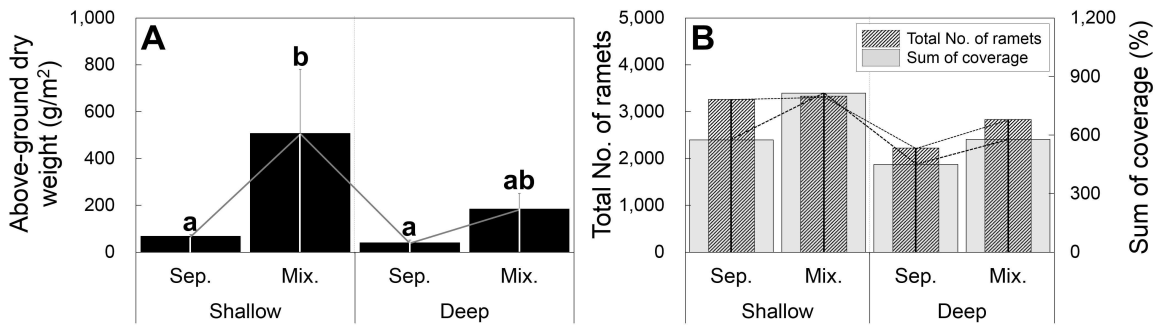 A
Above-ground dry
weight (g/m²)
1,000
800
600
400
200
0
a
b
a
ab
Sep.
Mix.
Sep.
Mix.
Shallow
Deep
B
Total No. of ramets
5,000
4,000
3,000
2,000
1,000
0
Total No. of ramets
Sum of coverage
1,200
900
600
300
0
Sum of coverage (%)
Sep.
Mix.
Sep.
Mix.
Shallow
Deep